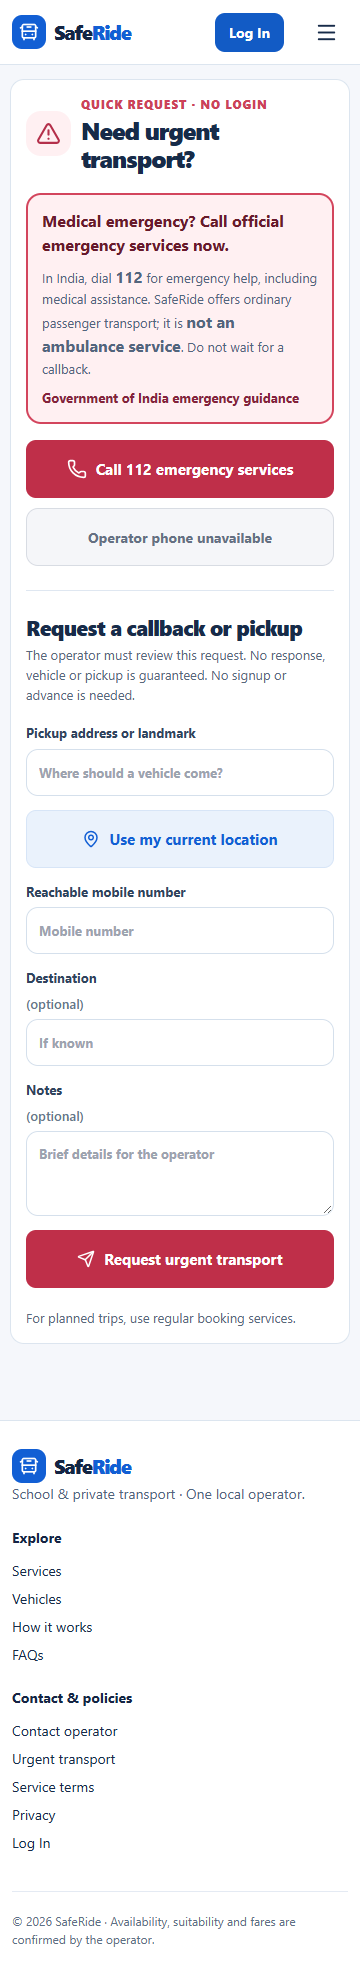 SafeRide
Log In
QUICK REQUEST · NO LOGIN
Need urgent
transport?
Medical emergency? Call official
emergency services now.
In India, dial 112 for emergency help, including
medical assistance. SafeRide offers ordinary
passenger transport; it is not an
ambulance service. Do not wait for a
callback.
Government of India emergency guidance
Call 112 emergency services
Operator phone unavailable
Request a callback or pickup
The operator must review this request. No response,
vehicle or pickup is guaranteed. No signup or
advance is needed.
Pickup address or landmark
Where should a vehicle come?
Use my current location
Reachable mobile number
Mobile number
Destination
(optional)
If known
Notes
(optional)
Brief details for the operator
Request urgent transport
For planned trips, use regular booking services.
SafeRide
School & private transport · One local operator.
Explore
Services
Vehicles
How it works
FAQs
Contact & policies
Contact operator
Urgent transport
Service terms
Privacy
Log In
© 2026 SafeRide · Availability, suitability and fares are
confirmed by the operator.